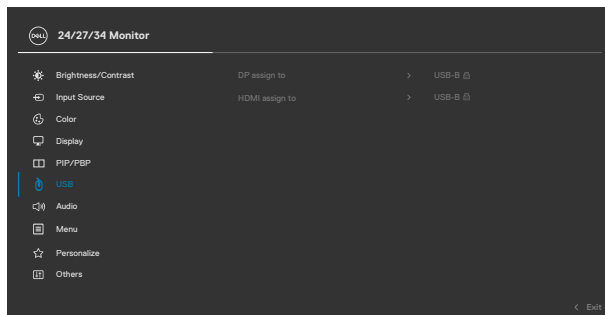 DELL 24/27/34 Monitor
Brightness/Contrast DP assign to > USB-B
Input Source HDMI assign to > USB-B
Color
Display
PIP/PBP
USB
Audio
Menu
Personalize
Others
< Exit